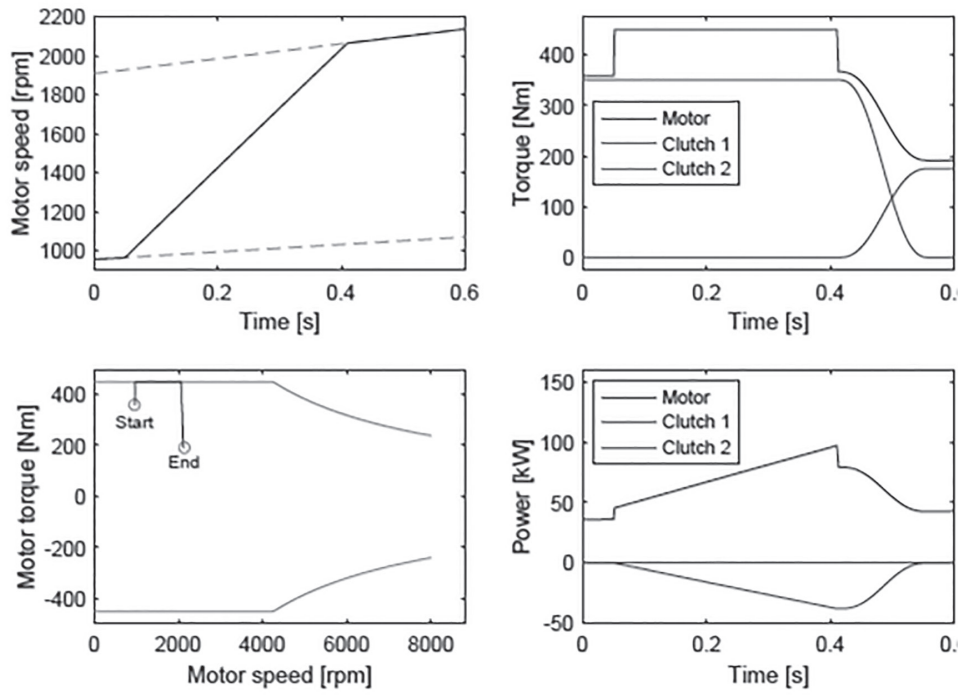 2200
2000
1800
1600
1400
1200
1000
Motor speed [rpm]
0 0.2 0.4 0.6
Time [s]
400
300
200
100
0
Torque [Nm]
Motor
Clutch 1
Clutch 2
0 0.2 0.4 0.
Time [s]
400
200
0
-200
-400
Motor torque [Nm]
Start
End
0 2000 4000 6000 8000
Motor speed [rpm]
150
100
50
0
-50
Power [kW]
Motor
Clutch 1
Clutch 2
0 0.2 0.4 0.
Time [s]